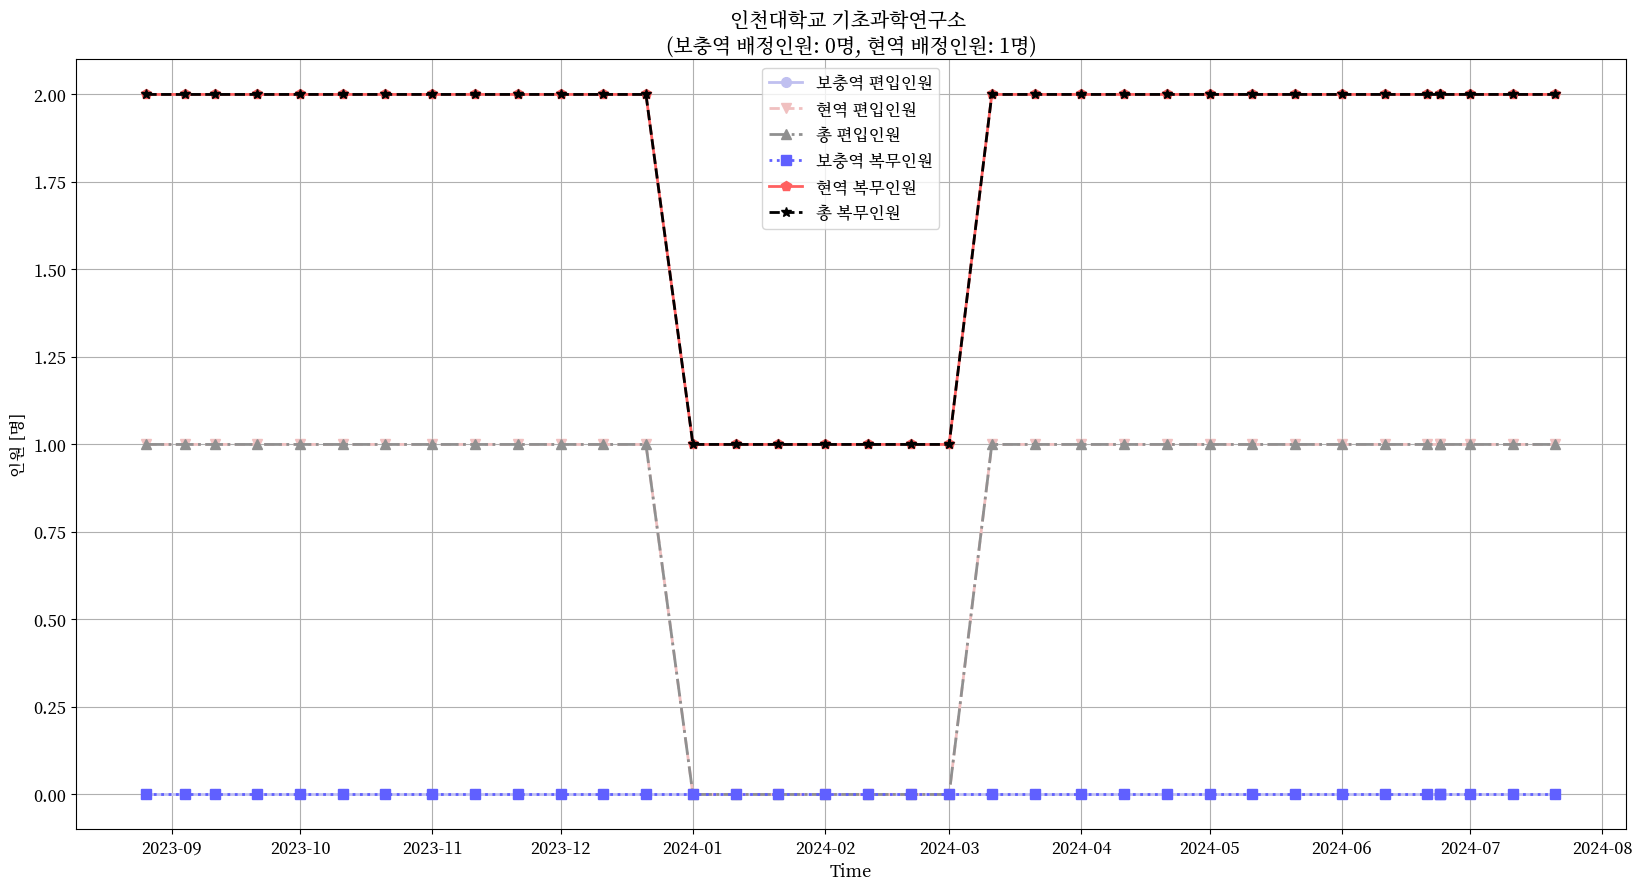 인천대학교 기초과학연구소
(보충역 배정인원: 0명, 현역 배정인원: 1명)
보충역 편입인원
현역 편입인원
총 편입인원
보충역 복무인원
현역 복무인원
총 복무인원
인원 [명]
2.00
1.75
1.50
1.25
1.00
0.75
0.50
0.25
0.00
2023-09
2023-10
2023-11
2023-12
2024-01
2024-02
2024-03
2024-04
2024-05
2024-06
2024-07
2024-08
Time